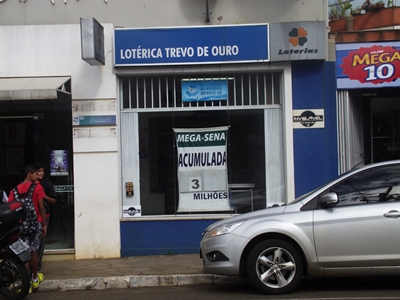 LOTÉRICA TREVO DE OURO
Loterias
MEGA
10
MEGA-SENA
ACUMULADA
3
MILHÕES